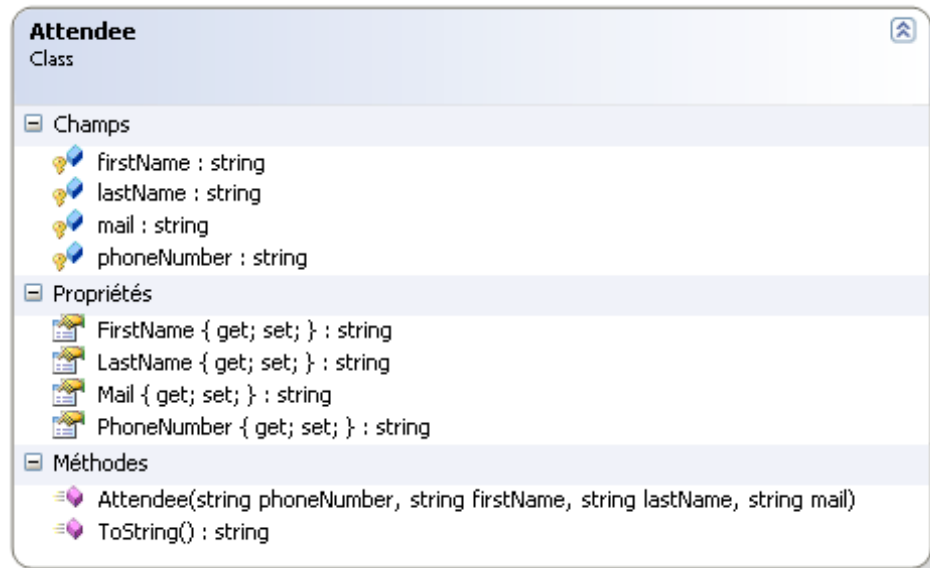 Attendee
Class
Champs
firstName : string
lastName : string
mail : string
phoneNumber : string
Propriétés
FirstName { get; set; } : string
LastName { get; set; } : string
Mail { get; set; } : string
PhoneNumber { get; set; } : string
Méthodes
Attendee(string phoneNumber, string firstName, string lastName, string mail)
ToString() : string